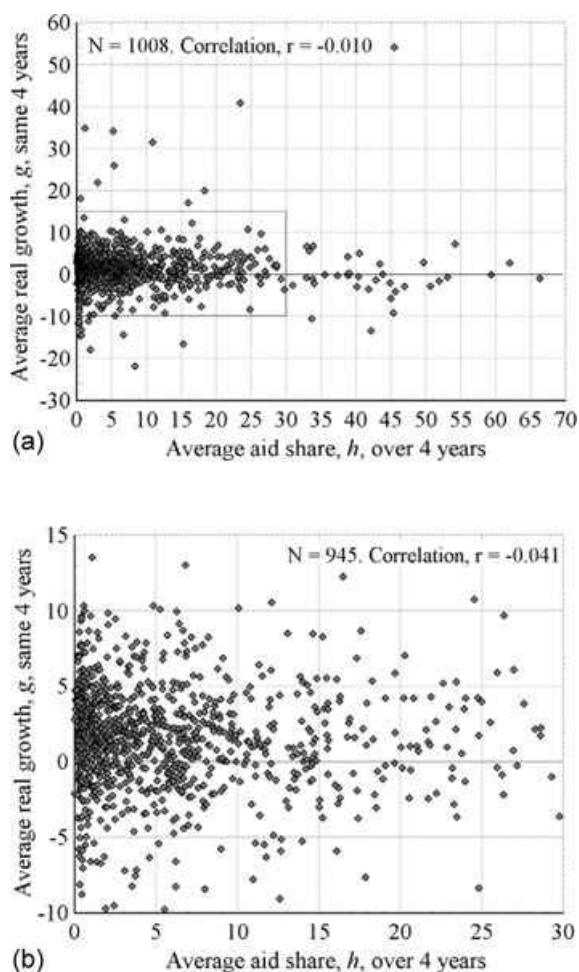 N = 1008. Correlation, r = -0.010
Average real growth, g, same 4 years
60
50
40
30
20
10
0
-10
-20
-30
0 5 10 15 20 25 30 35 40 45 50 55 60 65 70
(a)
Average aid share, h, over 4 years
N = 945. Correlation, r = -0.041
Average real growth, g, same 4 years
15
10
5
0
-5
-10
0 5 10 15 20 25 30
(b)
Average aid share, h, over 4 years